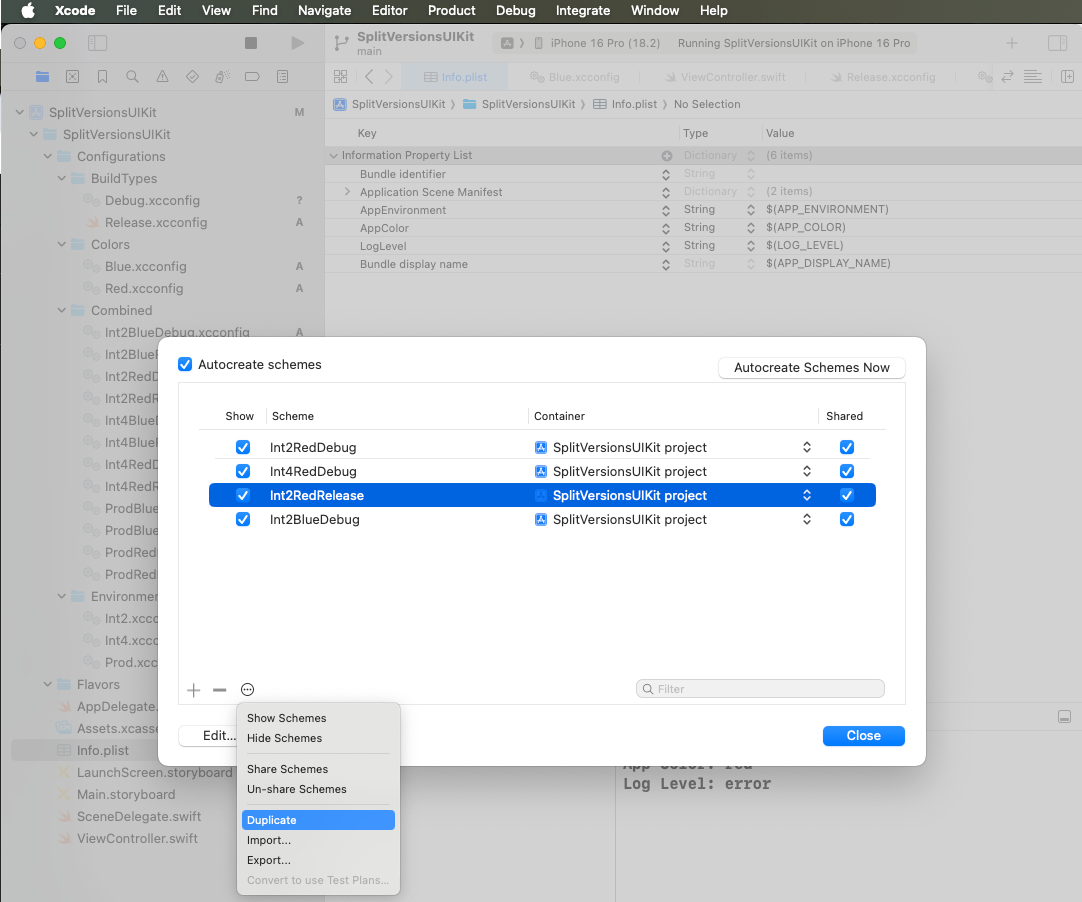 Xcode File Edit View Find Navigate Editor Product Debug Integrate Window Help
SplitVersionsUIKit
main
iPhone 16 Pro (18.2) Running SplitVersionsUIKit on iPhone 16 Pro
Info.plist Blue.xcconfig ViewController.swift Release.xcconfig
SplitVersionsUIKit 〉 SplitVersionsUIKit 〉 Info.plist 〉 No Selection
SplitVersionsUIKit M
SplitVersionsUIKit
Configurations
BuildTypes
Debug.xcconfig ?
Release.xcconfig A
Colors
Blue.xcconfig A
Red.xcconfig A
Combined
Int2BlueDebug.xcconfig A
Int2BlueR
Int2RedD
Int2RedR
Int4BlueD
Int4BlueR
Int4RedD
Int4RedR
ProdBlue
ProdBlue
ProdRed
ProdRed
Environmen
Int2.xcco
Int4.xcco
Prod.xcc
Flavors
AppDelegate.
Assets.xcasse
Info.plist
LaunchScreen.storyboard
Main.storyboard
SceneDelegate.swift
ViewController.swift
Key Type Value
Information Property List Dictionary (6 items)
Bundle identifier String
Application Scene Manifest Dictionary (2 items)
AppEnvironment String $(APP_ENVIRONMENT)
AppColor String $(APP_COLOR)
LogLevel String $(LOG_LEVEL)
Bundle display name String $(APP_DISPLAY_NAME)
Autocreate schemes Autocreate Schemes Now
Show Scheme Container Shared
Int2RedDebug SplitVersionsUIKit project
Int4RedDebug SplitVersionsUIKit project
Int2RedRelease SplitVersionsUIKit project
Int2BlueDebug SplitVersionsUIKit project
Filter
Edit... Close
Show Schemes
Hide Schemes
Share Schemes
Un-share Schemes
Duplicate
Import...
Export...
Convert to use Test Plans...
App Color: red
Log Level: error